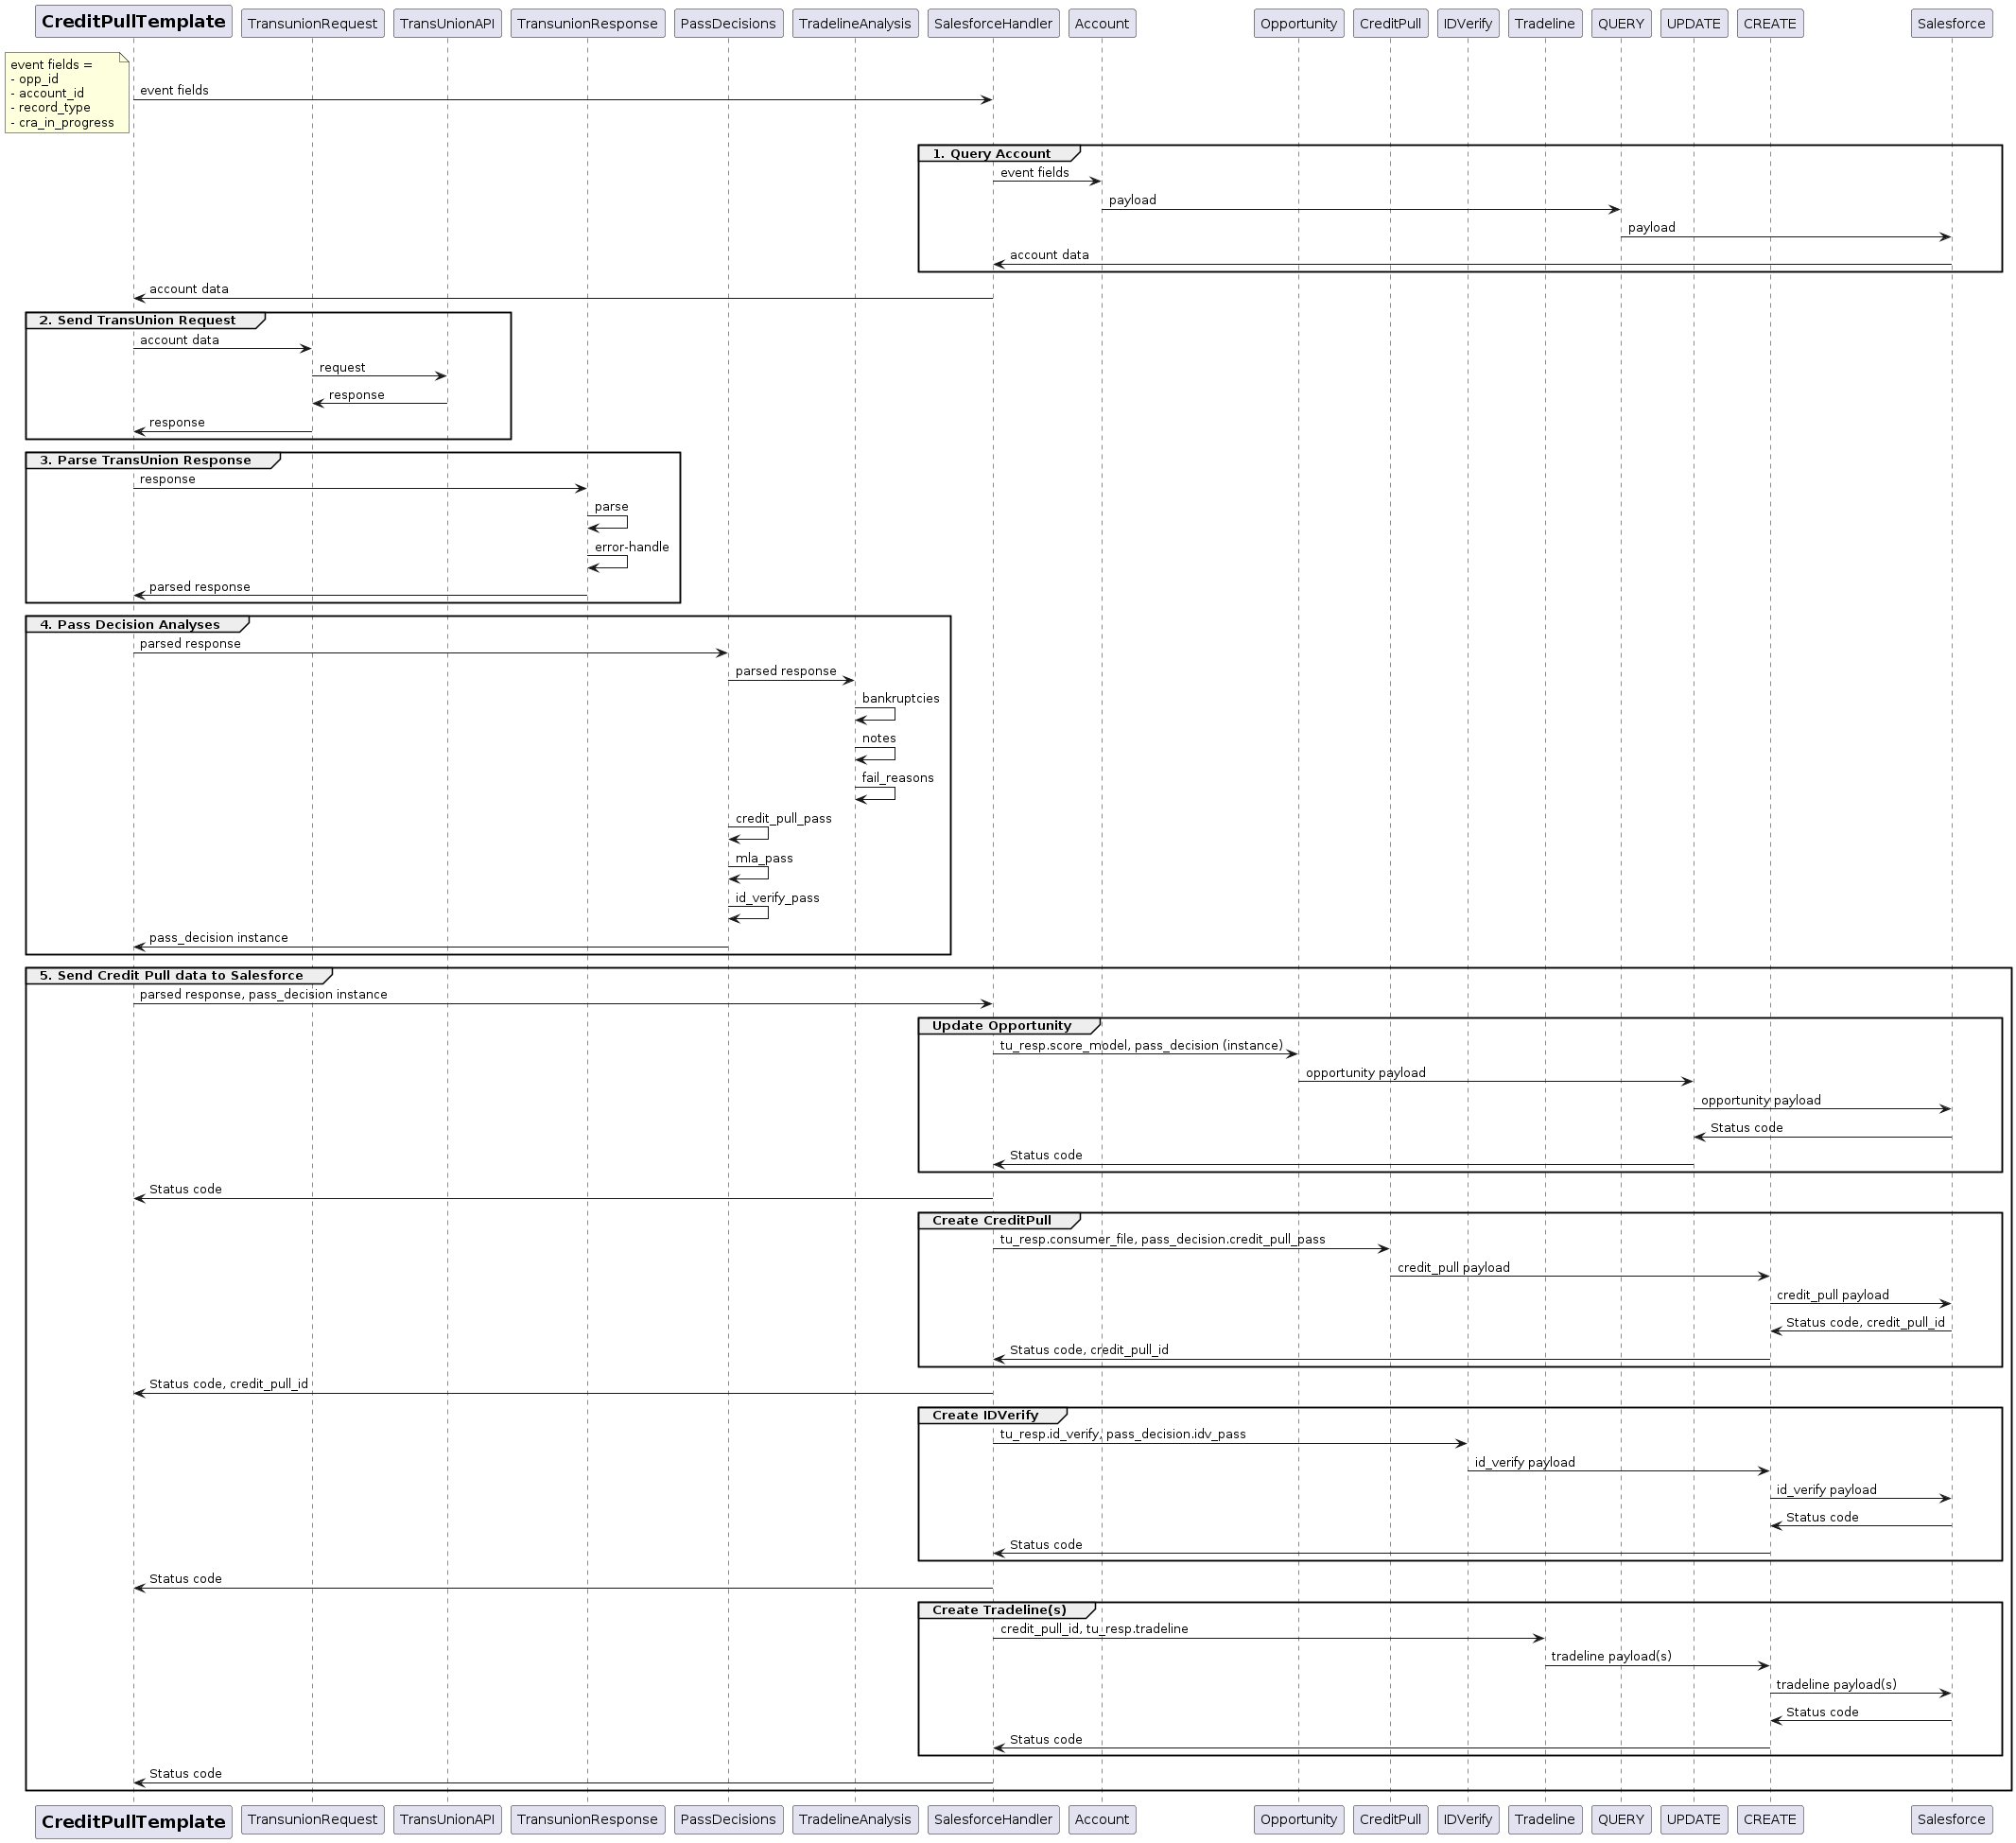 CreditPullTemplate
TransunionRequest
TransUnionAPI
TransunionResponse
PassDecisions
TradelineAnalysis
SalesforceHandler
Account
Opportunity
CreditPull
IDVerify
Tradeline
QUERY
UPDATE
CREATE
Salesforce
event fields =
- opp_id
- account_id
- record_type
- cra_in_progress
event fields
1. Query Account
event fields
payload
payload
account data
account data
2. Send TransUnion Request
account data
request
response
response
3. Parse TransUnion Response
response
parse
error-handle
parsed response
4. Pass Decision Analyses
parsed response
parsed response
bankruptcies
notes
fail_reasons
credit_pull_pass
mla_pass
id_verify_pass
pass_decision instance
5. Send Credit Pull data to Salesforce
parsed response, pass_decision instance
Update Opportunity
tu_resp.score_model, pass_decision (instance)
opportunity payload
opportunity payload
Status code
Status code
Status code
Create CreditPull
tu_resp.consumer_file, pass_decision.credit_pull_pass
credit_pull payload
credit_pull payload
Status code, credit_pull_id
Status code, credit_pull_id
Status code, credit_pull_id
Create IDVerify
tu_resp.id_verify, pass_decision.idv_pass
id_verify payload
id_verify payload
Status code
Status code
Status code
Create Tradeline(s)
credit_pull_id, tu_resp.tradeline
tradeline payload(s)
tradeline payload(s)
Status code
Status code
Status code
CreditPullTemplate
TransunionRequest
TransUnionAPI
TransunionResponse
PassDecisions
TradelineAnalysis
SalesforceHandler
Account
Opportunity
CreditPull
IDVerify
Tradeline
QUERY
UPDATE
CREATE
Salesforce